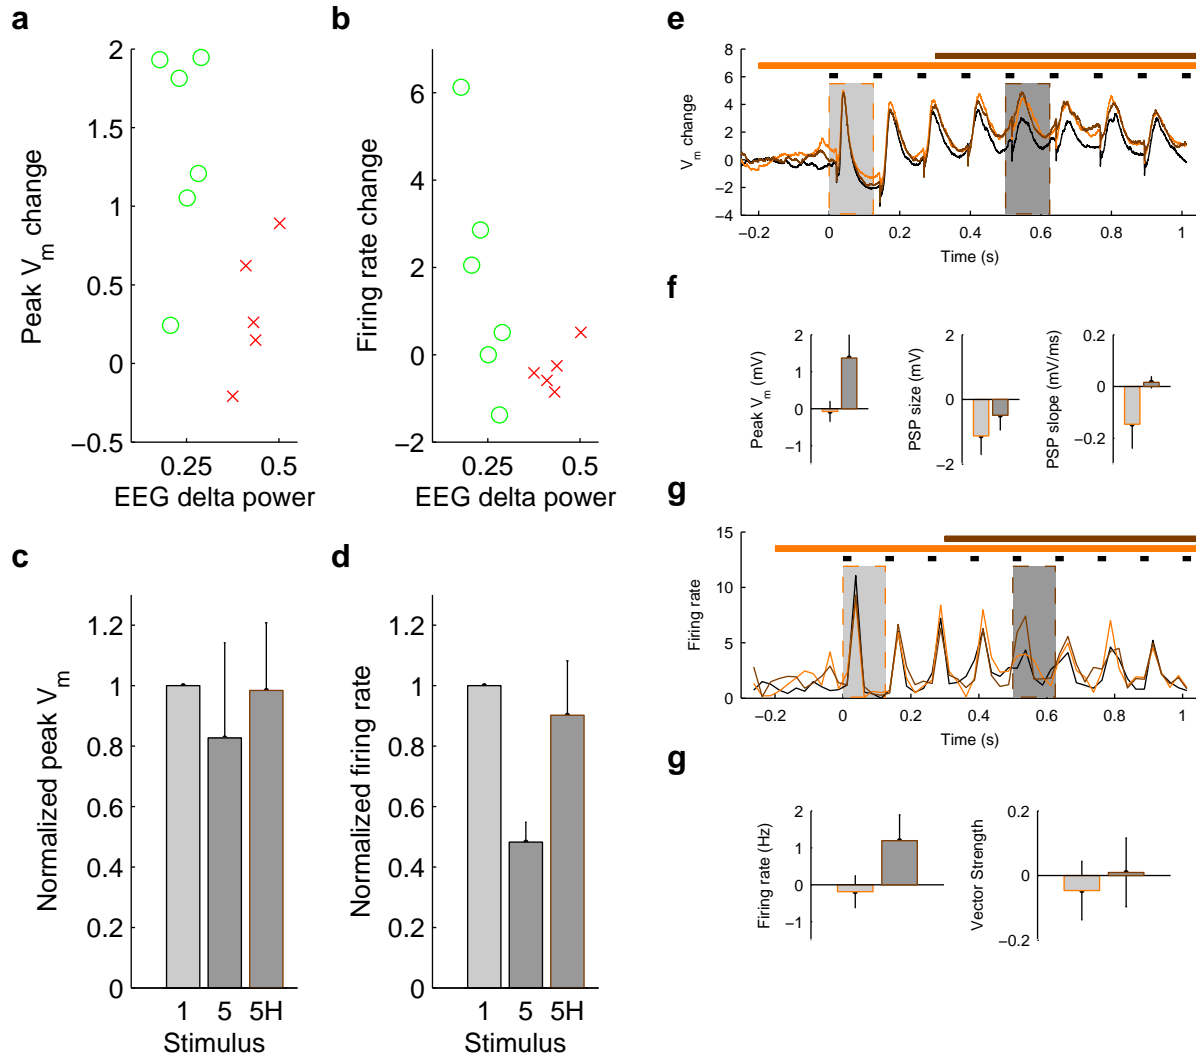 a
2
1.5
1
0.5
0
−0.5
Peak Vm change
0.25 0.5
EEG delta power
b
6
4
2
0
−2
Firing rate change
0.25 0.5
EEG delta power
c
1.2
1
0.8
0.6
0.4
0.2
0
Normalized peak Vm
1 5 5H
Stimulus
d
1.2
1
0.8
0.6
0.4
0.2
0
Normalized firing rate
1 5 5H
Stimulus
e
8
6
4
2
0
−2
−4
Vm change
−0.2 0 0.2 0.4 0.6 0.8 1
Time (s)
f
2
1
0
−1
Peak Vm (mV)
2
0
−2
PSP size (mV)
0.2
0
−0.2
PSP slope (mV/ms)
g
15
10
5
0
Firing rate
−0.2 0 0.2 0.4 0.6 0.8 1
Time (s)
g
2
1
0
−1
Firing rate (Hz)
0.2
0
−0.2
Vector Strength